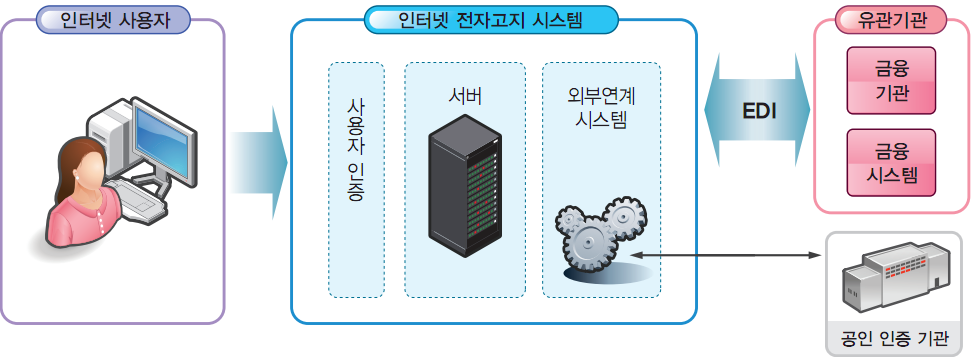 인터넷 사용자
인터넷 전자고지 시스템
유관기관
사용자 인증
서버
외부연계
시스템
EDI
금융
기관
금융
시스템
공인 인증 기관